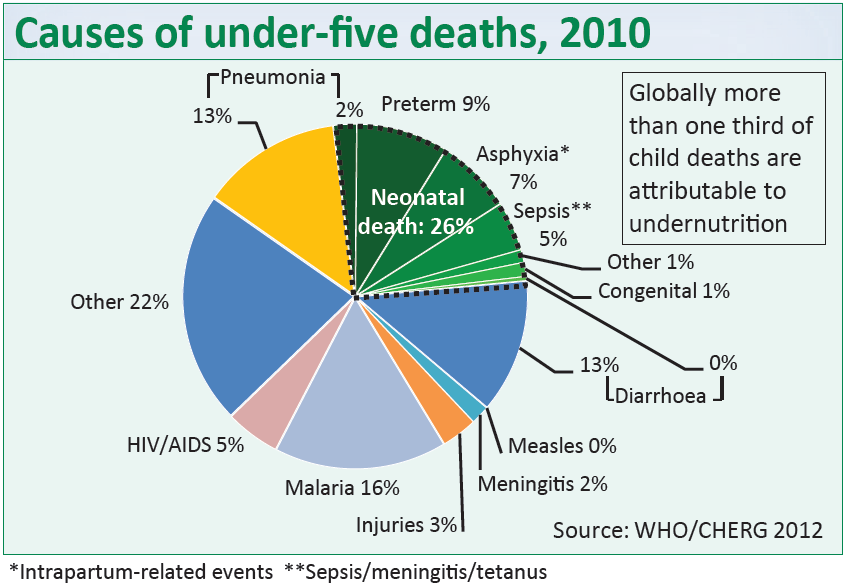 Causes of under-five deaths, 2010
Pneumonia
13%
2%
Preterm 9%
Asphyxia*
7%
Neonatal
death: 26%
Sepsis**
5%
Other 1%
Congenital 1%
Globally more
than one third of
child deaths are
attributable to
undernutrition
Other 22%
13%
0%
Diarrhoea
HIV/AIDS 5%
Measles 0%
Malaria 16%
Meningitis 2%
Injuries 3%
Source: WHO/CHERG 2012
*Intrapartum-related events **Sepsis/meningitis/tetanus